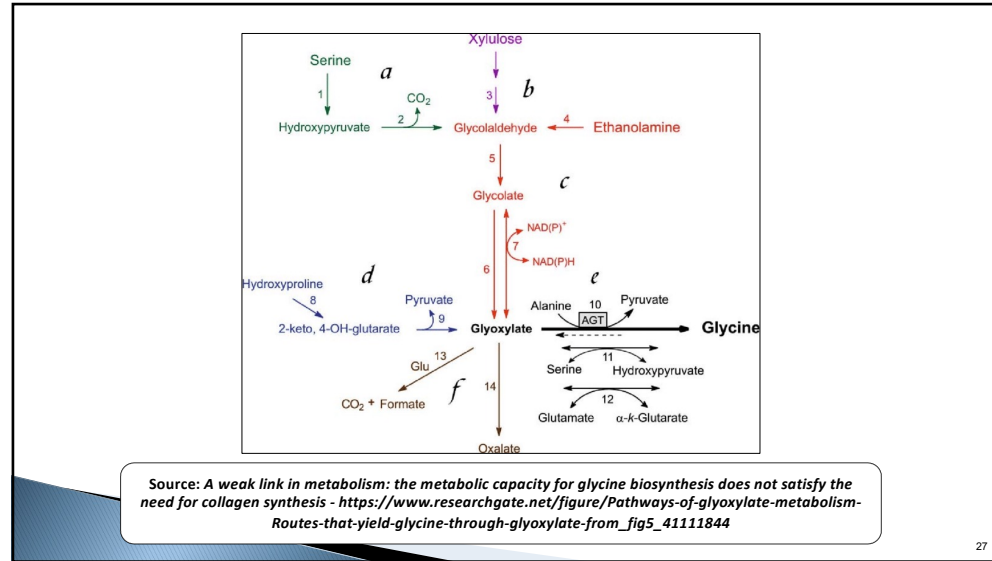 Xylulose
Serine
a
1
CO2
3
b
Hydroxypyruvate
2
Glycolaldehyde
4
Ethanolamine
5
c
Glycolate
NAD(P)+
7
6
NAD(P)H
d
e
Hydroxyproline
8
Pyruvate
Alanine
10
Pyruvate
AGT
2-keto, 4-OH-glutarate
9
Glyoxylate
Glycine
13
Glu
11
Serine
Hydroxypyruvate
f
14
CO2 + Formate
12
Glutamate
α-k-Glutarate
Oxalate
Source: A weak link in metabolism: the metabolic capacity for glycine biosynthesis does not satisfy the
need for collagen synthesis - https://www.researchgate.net/figure/Pathways-of-glyoxylate-metabolism-
Routes-that-yield-glycine-through-glyoxylate-from_fig5_41111844
27